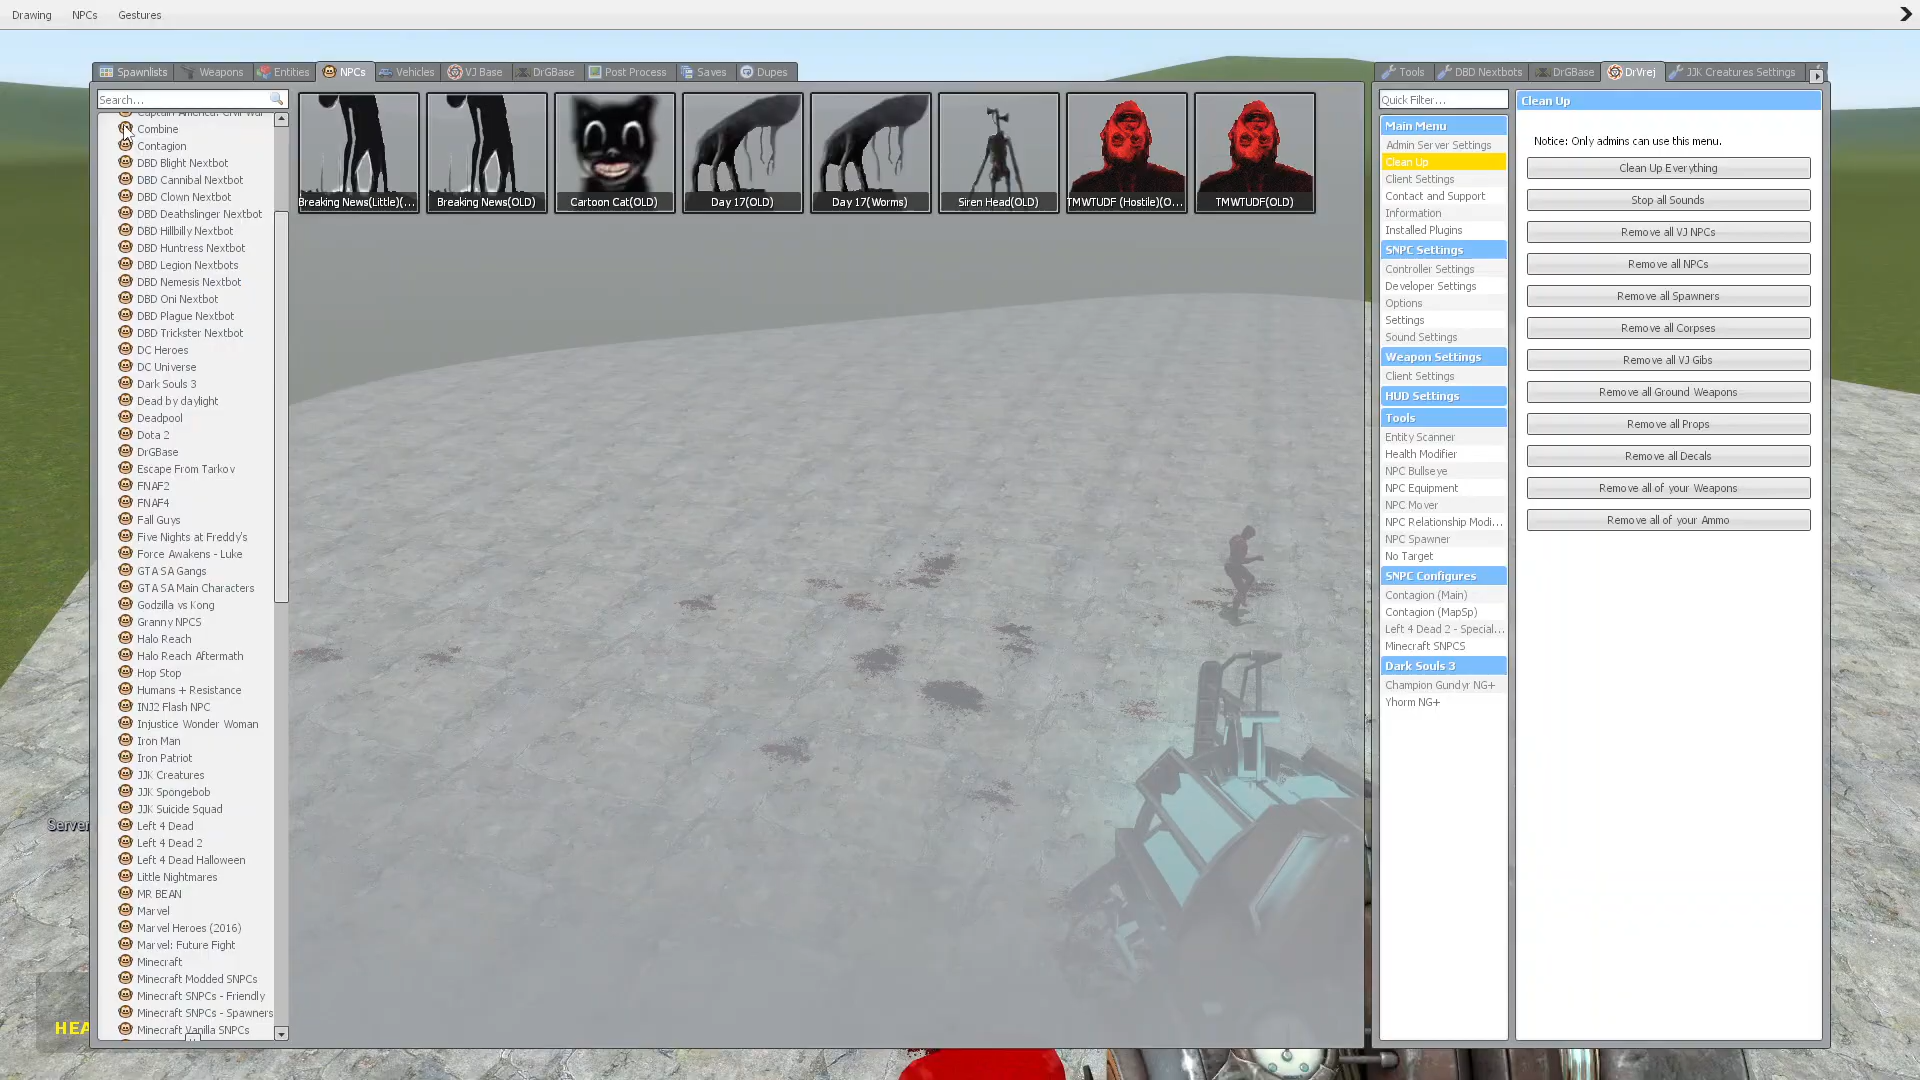 Drawing NPCs Gestures
Spawnlists Weapons Entities NPCs Vehicles VJ Base DrGBase Post Process Saves Dupes
Search...
Captain America: Civil War
Combine
Contagion
DBD Blight Nextbot
DBD Cannibal Nextbot
DBD Clown Nextbot
DBD Deathslinger Nextbot
DBD Hillbilly Nextbot
DBD Huntress Nextbot
DBD Legion Nextbots
DBD Nemesis Nextbot
DBD Oni Nextbot
DBD Plague Nextbot
DBD Trickster Nextbot
DC Heroes
DC Universe
Dark Souls 3
Dead by daylight
Deadpool
Dota 2
DrGBase
Escape From Tarkov
FNAF2
FNAF4
Fall Guys
Five Nights at Freddy's
Force Awakens - Luke
GTA SA Gangs
GTA SA Main Characters
Godzilla vs Kong
Granny NPCS
Halo Reach
Halo Reach Aftermath
Hop Stop
Humans + Resistance
INJ2 Flash NPC
Injustice Wonder Woman
Iron Man
Iron Patriot
JJK Creatures
JJK Spongebob
JJK Suicide Squad
Left 4 Dead
Left 4 Dead 2
Left 4 Dead Halloween
Little Nightmares
MR BEAN
Marvel
Marvel Heroes (2016)
Marvel: Future Fight
Minecraft
Minecraft Modded SNPCs
Minecraft SNPCs - Friendly
Minecraft SNPCs - Spawners
Minecraft Vanilla SNPCs
Breaking News(Little)(...
Breaking News(OLD)
Cartoon Cat(OLD)
Day 17(OLD)
Day 17(Worms)
Siren Head(OLD)
TMWTUDF (Hostile)(O...
TMWTUDF(OLD)
Server
HEA
Tools DBD Nextbots DrGBase DrVrej JJK Creatures Settings
Quick Filter...
Main Menu
Admin Server Settings
Clean Up
Client Settings
Contact and Support
Information
Installed Plugins
SNPC Settings
Controller Settings
Developer Settings
Options
Settings
Sound Settings
Weapon Settings
Client Settings
HUD Settings
Tools
Entity Scanner
Health Modifier
NPC Bullseye
NPC Equipment
NPC Mover
NPC Relationship Modi...
NPC Spawner
No Target
SNPC Configures
Contagion (Main)
Contagion (MapSp)
Left 4 Dead 2 - Special...
Minecraft SNPCS
Dark Souls 3
Champion Gundyr NG+
Yhorm NG+
Clean Up
Notice: Only admins can use this menu.
Clean Up Everything
Stop all Sounds
Remove all VJ NPCs
Remove all NPCs
Remove all Spawners
Remove all Corpses
Remove all VJ Gibs
Remove all Ground Weapons
Remove all Props
Remove all Decals
Remove all of your Weapons
Remove all of your Ammo